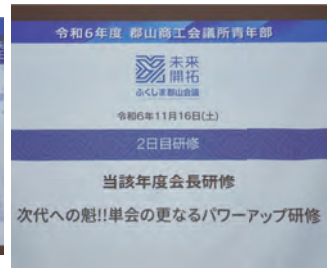 令和6年度 郡山商工会議所青年部
未来
開拓
ふくしま郡山会議
令和6年11月16日(土)
2日目研修
当該年度会長研修
次代への魁!!単会の更なるパワーアップ研修